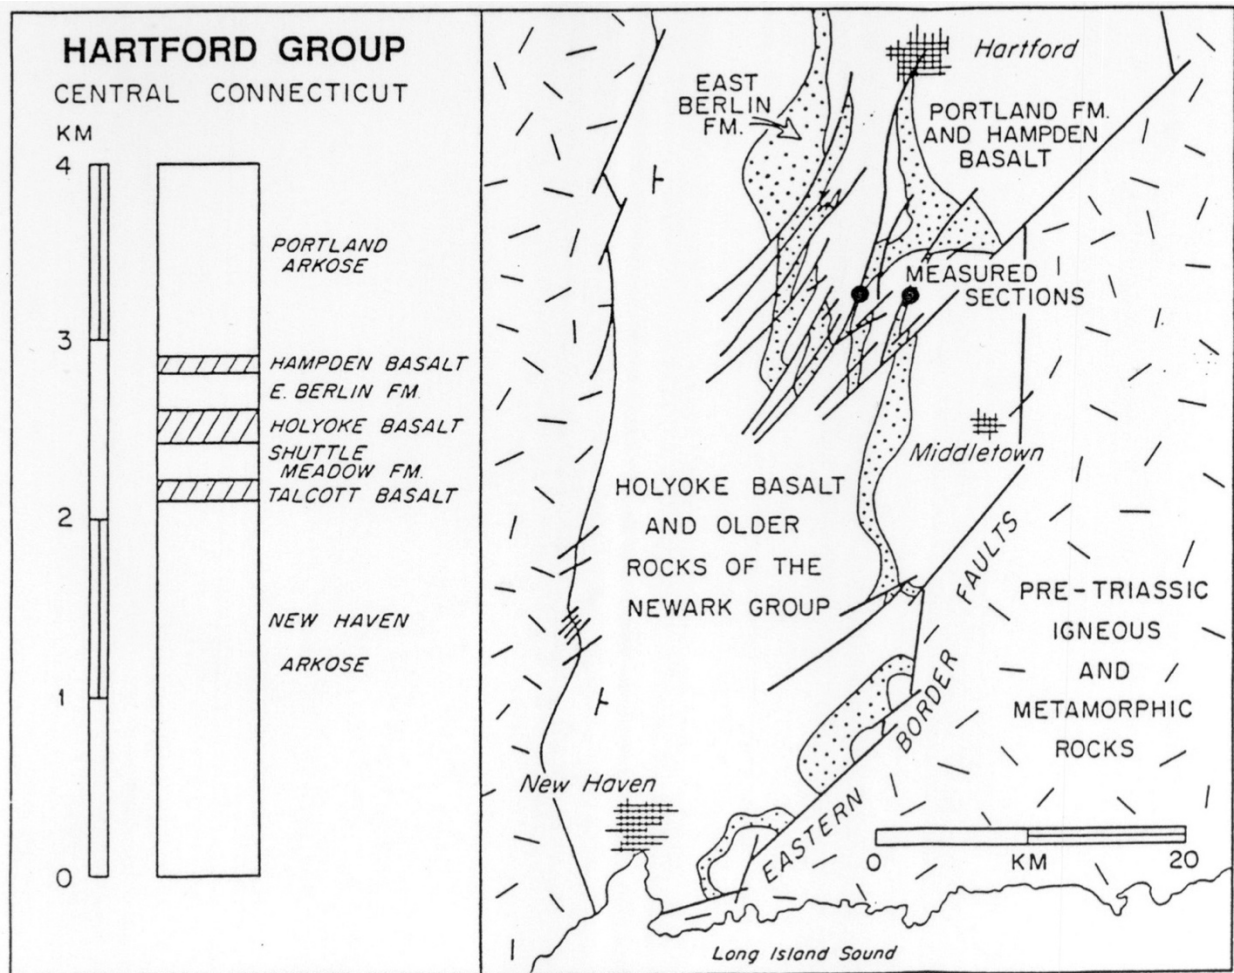 HARTFORD GROUP
CENTRAL CONNECTICUT
KM
4
3
2
1
0
PORTLAND
ARKOSE
HAMPDEN BASALT
E. BERLIN FM.
HOLYOKE BASALT
SHUTTLE
MEADOW FM.
TALCOTT BASALT
NEW HAVEN
ARKOSE
Hartford
EAST
BERLIN
FM.
PORTLAND FM.
AND HAMPDEN
BASALT
MEASURED
SECTIONS
Middletown
HOLYOKE BASALT
AND OLDER
ROCKS OF THE
NEWARK GROUP
EASTERN BORDER FAULTS
PRE-TRIASSIC
IGNEOUS
AND
METAMORPHIC
ROCKS
New Haven
0 KM 20
Long Island Sound